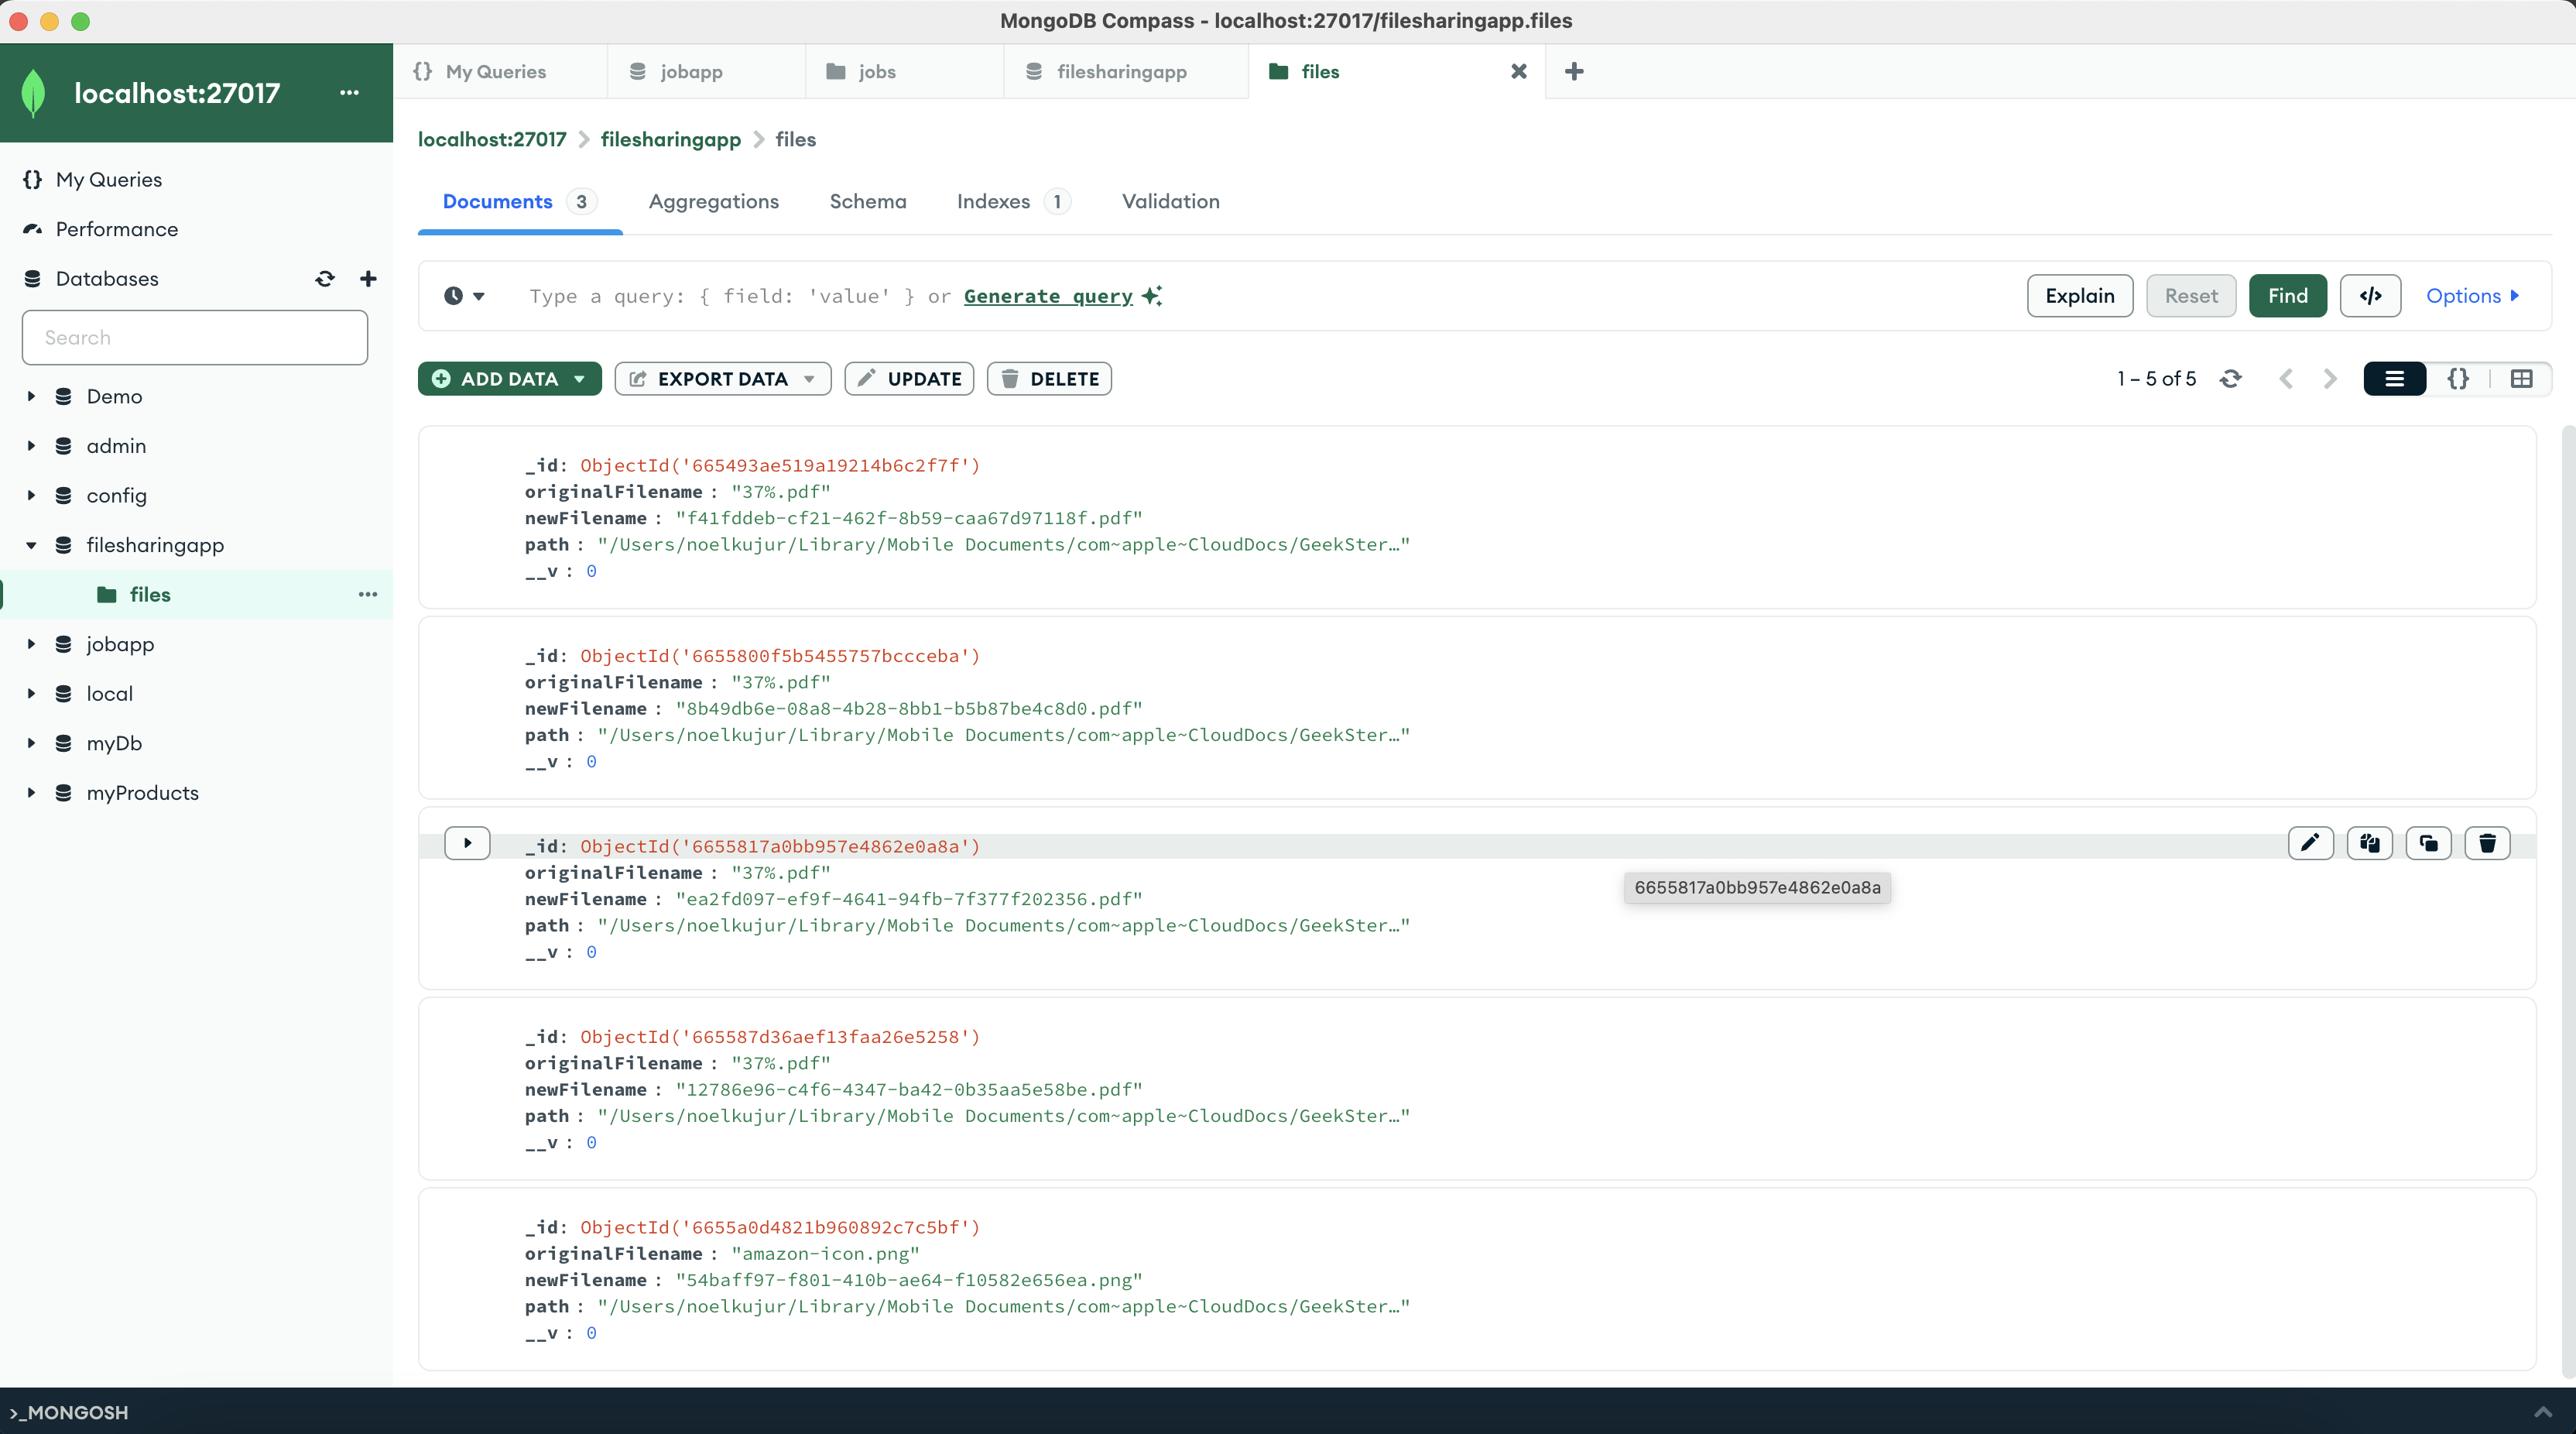 MongoDB Compass - localhost:27017/filesharingapp.files
localhost:27017
My Queries
jobapp
jobs
filesharingapp
files
localhost:27017 > filesharingapp > files
My Queries
Performance
Databases
Search
Demo
admin
config
filesharingapp
files
jobapp
local
myDb
myProducts
Documents 3
Aggregations
Schema
Indexes 1
Validation
Type a query: { field: 'value' } or Generate query
Explain
Reset
Find
</>
Options
ADD DATA
EXPORT DATA
UPDATE
DELETE
1 – 5 of 5
{}
_id: ObjectId('665493ae519a19214b6c2f7f')
originalFilename : "37%.pdf"
newFilename : "f41fddeb-cf21-462f-8b59-caa67d97118f.pdf"
path : "/Users/noelkujur/Library/Mobile Documents/com~apple~CloudDocs/GeekSter…"
__v : 0
_id: ObjectId('6655800f5b5455757bccceba')
originalFilename : "37%.pdf"
newFilename : "8b49db6e-08a8-4b28-8bb1-b5b87be4c8d0.pdf"
path : "/Users/noelkujur/Library/Mobile Documents/com~apple~CloudDocs/GeekSter…"
__v : 0
_id: ObjectId('6655817a0bb957e4862e0a8a')
originalFilename : "37%.pdf"
6655817a0bb957e4862e0a8a
newFilename : "ea2fd097-ef9f-4641-94fb-7f377f202356.pdf"
path : "/Users/noelkujur/Library/Mobile Documents/com~apple~CloudDocs/GeekSter…"
__v : 0
_id: ObjectId('665587d36aef13faa26e5258')
originalFilename : "37%.pdf"
newFilename : "12786e96-c4f6-4347-ba42-0b35aa5e58be.pdf"
path : "/Users/noelkujur/Library/Mobile Documents/com~apple~CloudDocs/GeekSter…"
__v : 0
_id: ObjectId('6655a0d4821b960892c7c5bf')
originalFilename : "amazon-icon.png"
newFilename : "54baff97-f801-410b-ae64-f10582e656ea.png"
path : "/Users/noelkujur/Library/Mobile Documents/com~apple~CloudDocs/GeekSter…"
__v : 0
>_MONGOSH